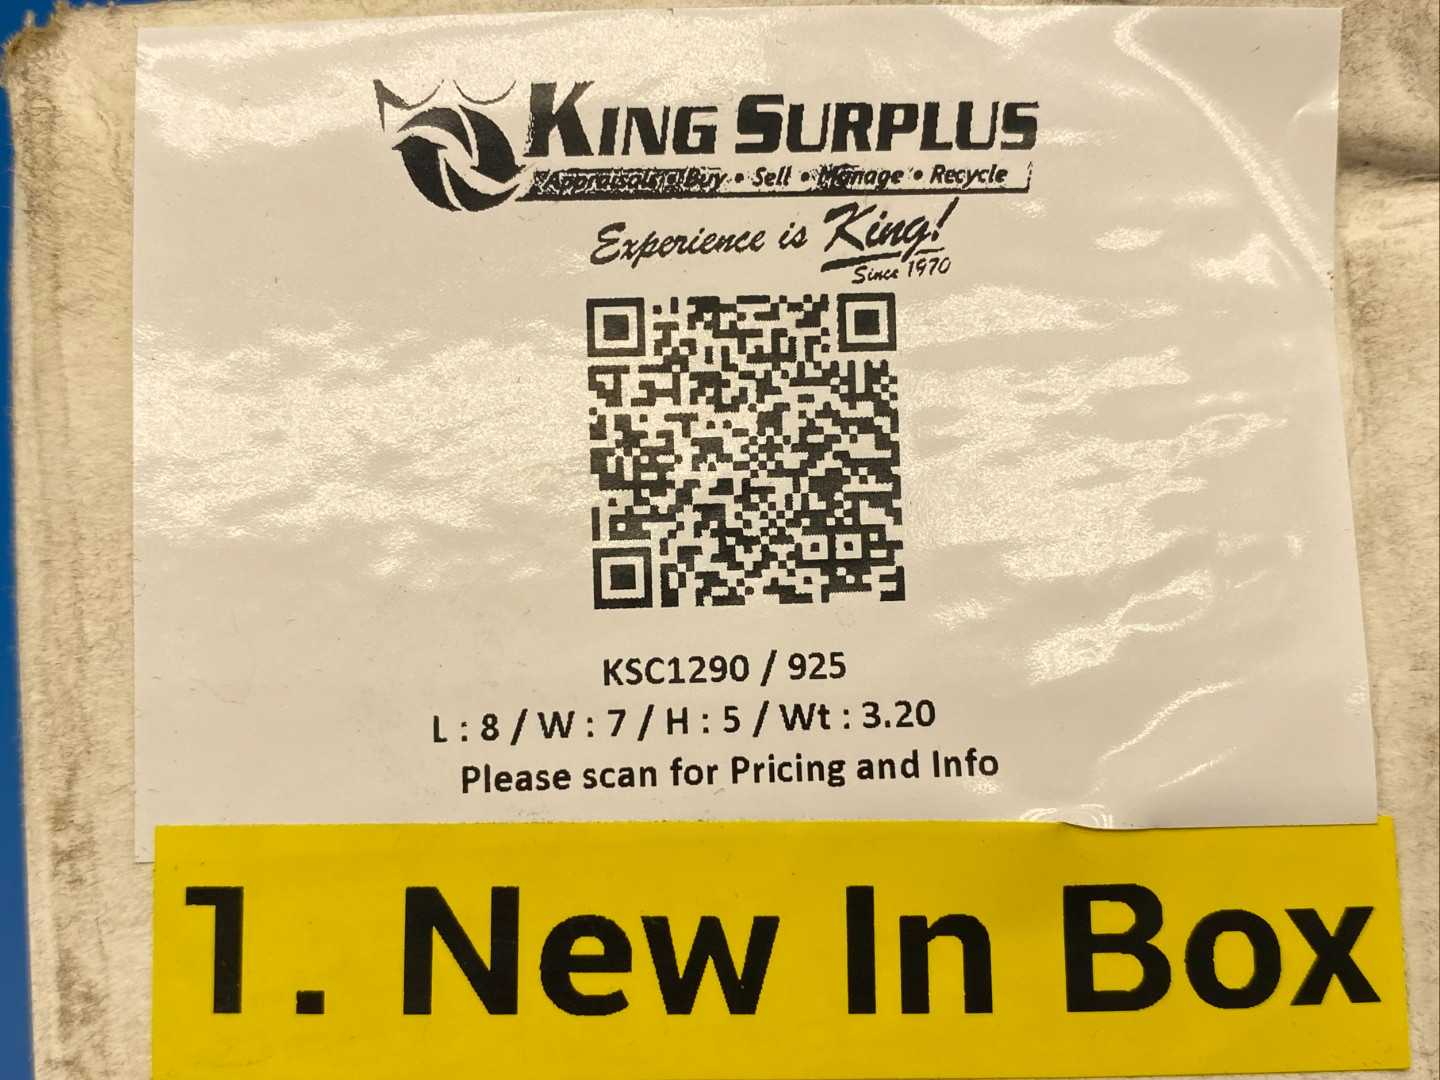 KING SURPLUS
Appraisals • Buy • Sell • Manage • Recycle
Experience is King!
Since 1970
KSC1290 / 925
L : 8 / W : 7 / H : 5 / Wt : 3.20
Please scan for Pricing and Info
1. New In Box